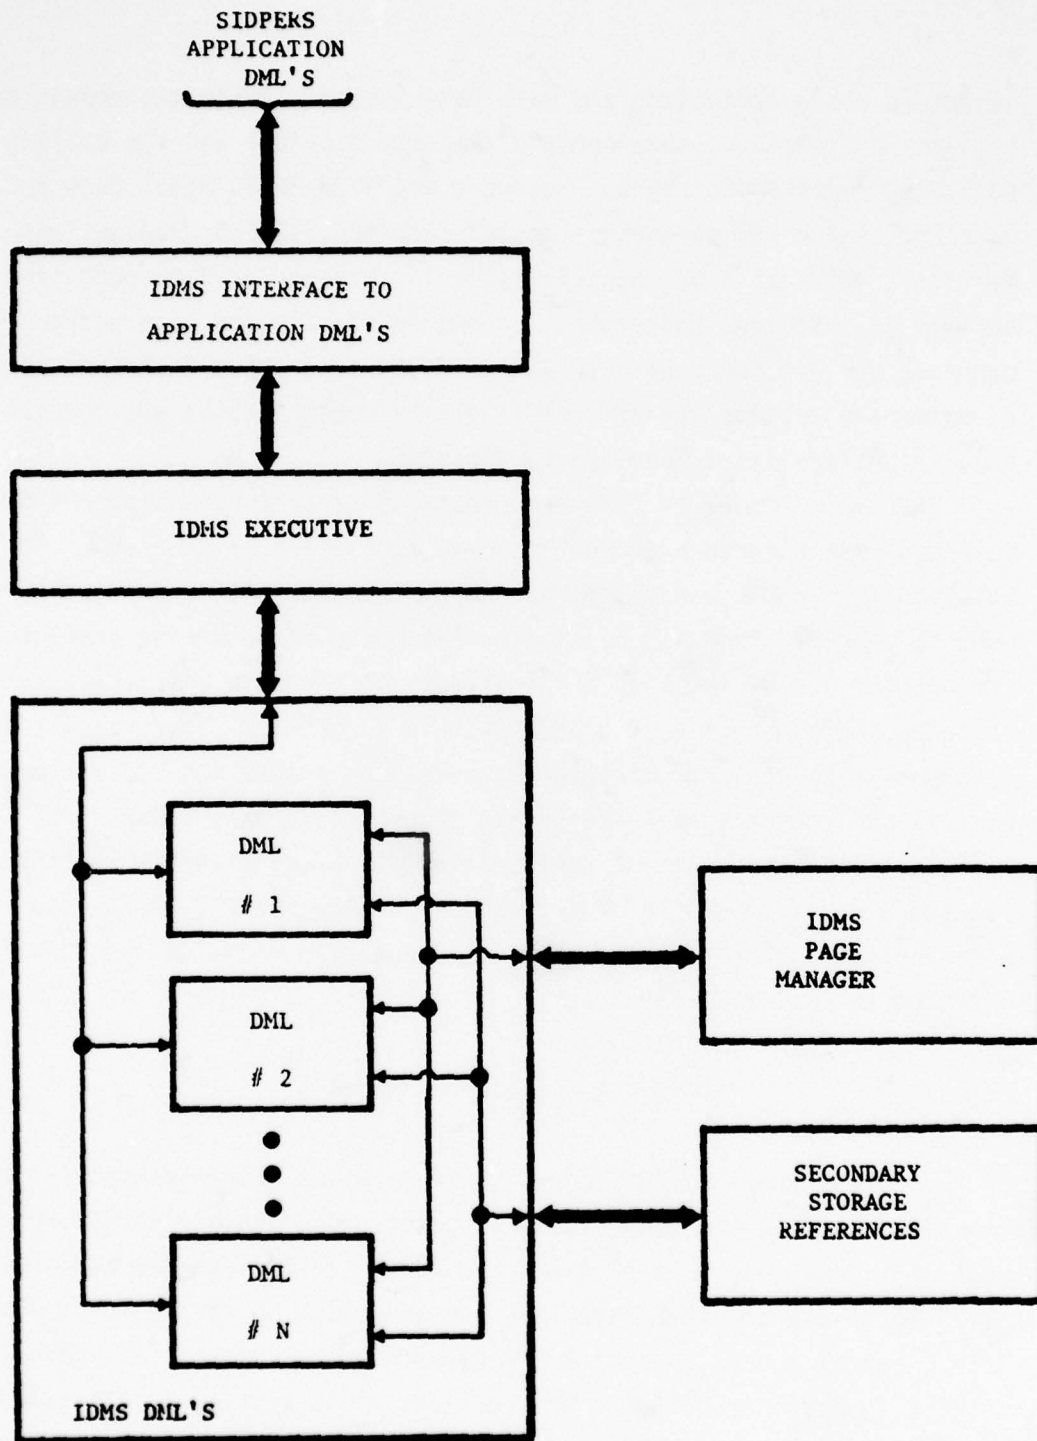 SIDPERS
APPLICATION
DML'S
IDMS INTERFACE TO
APPLICATION DML'S
IDMS EXECUTIVE
DML
# 1
DML
# 2
DML
# N
IDMS DML'S
IDMS
PAGE
MANAGER
SECONDARY
STORAGE
REFERENCES